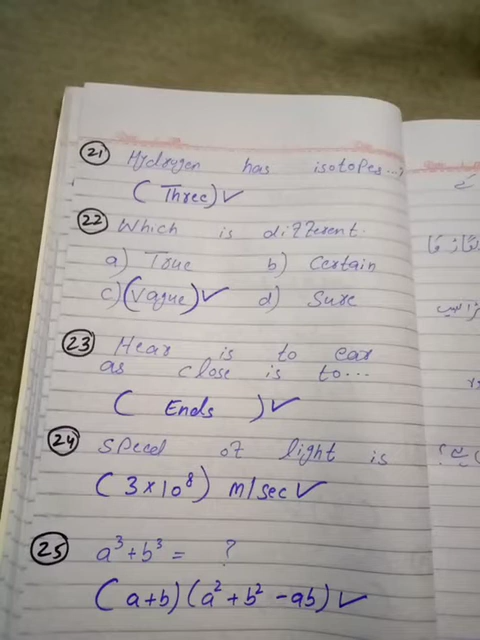 21 Hydrogen has isotopes...?
(Three) ✓
22 Which is different.
a) True b) Certain
c) (Vague) ✓ d) Sure
23 Hear is to ear
as close is to...
( Ends ) ✓
24 Speed of light is
(3×10⁸) m/sec ✓
25 a³+b³ = ?
(a+b)(a²+b²-ab) ✓